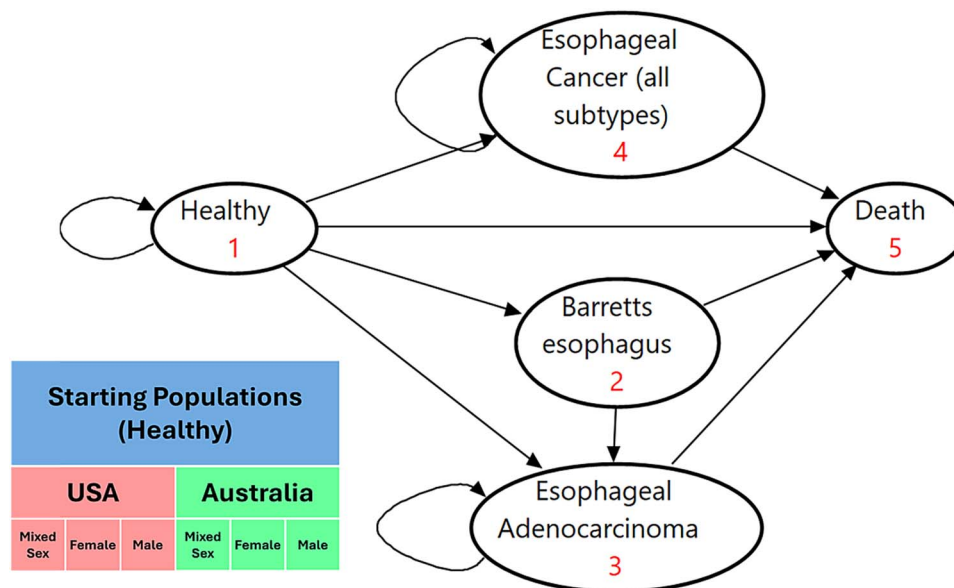 Esophageal
Cancer (all
subtypes)
4
Healthy
1
Death
5
Barretts
esophagus
2
Starting Populations
(Healthy)
USA
Australia
Mixed
Sex
Female
Male
Mixed
Sex
Female
Male
Esophageal
Adenocarcinoma
3